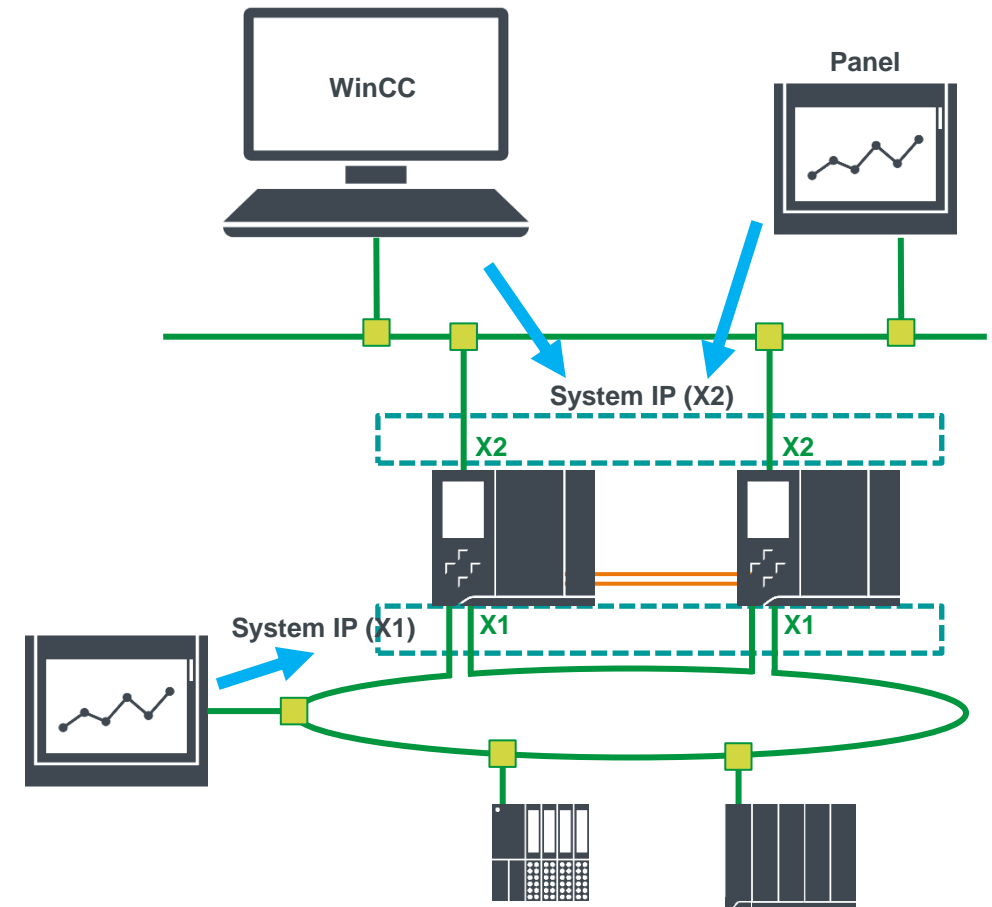 WinCC
Panel
System IP (X2)
X2
X2
System IP (X1)
X1
X1